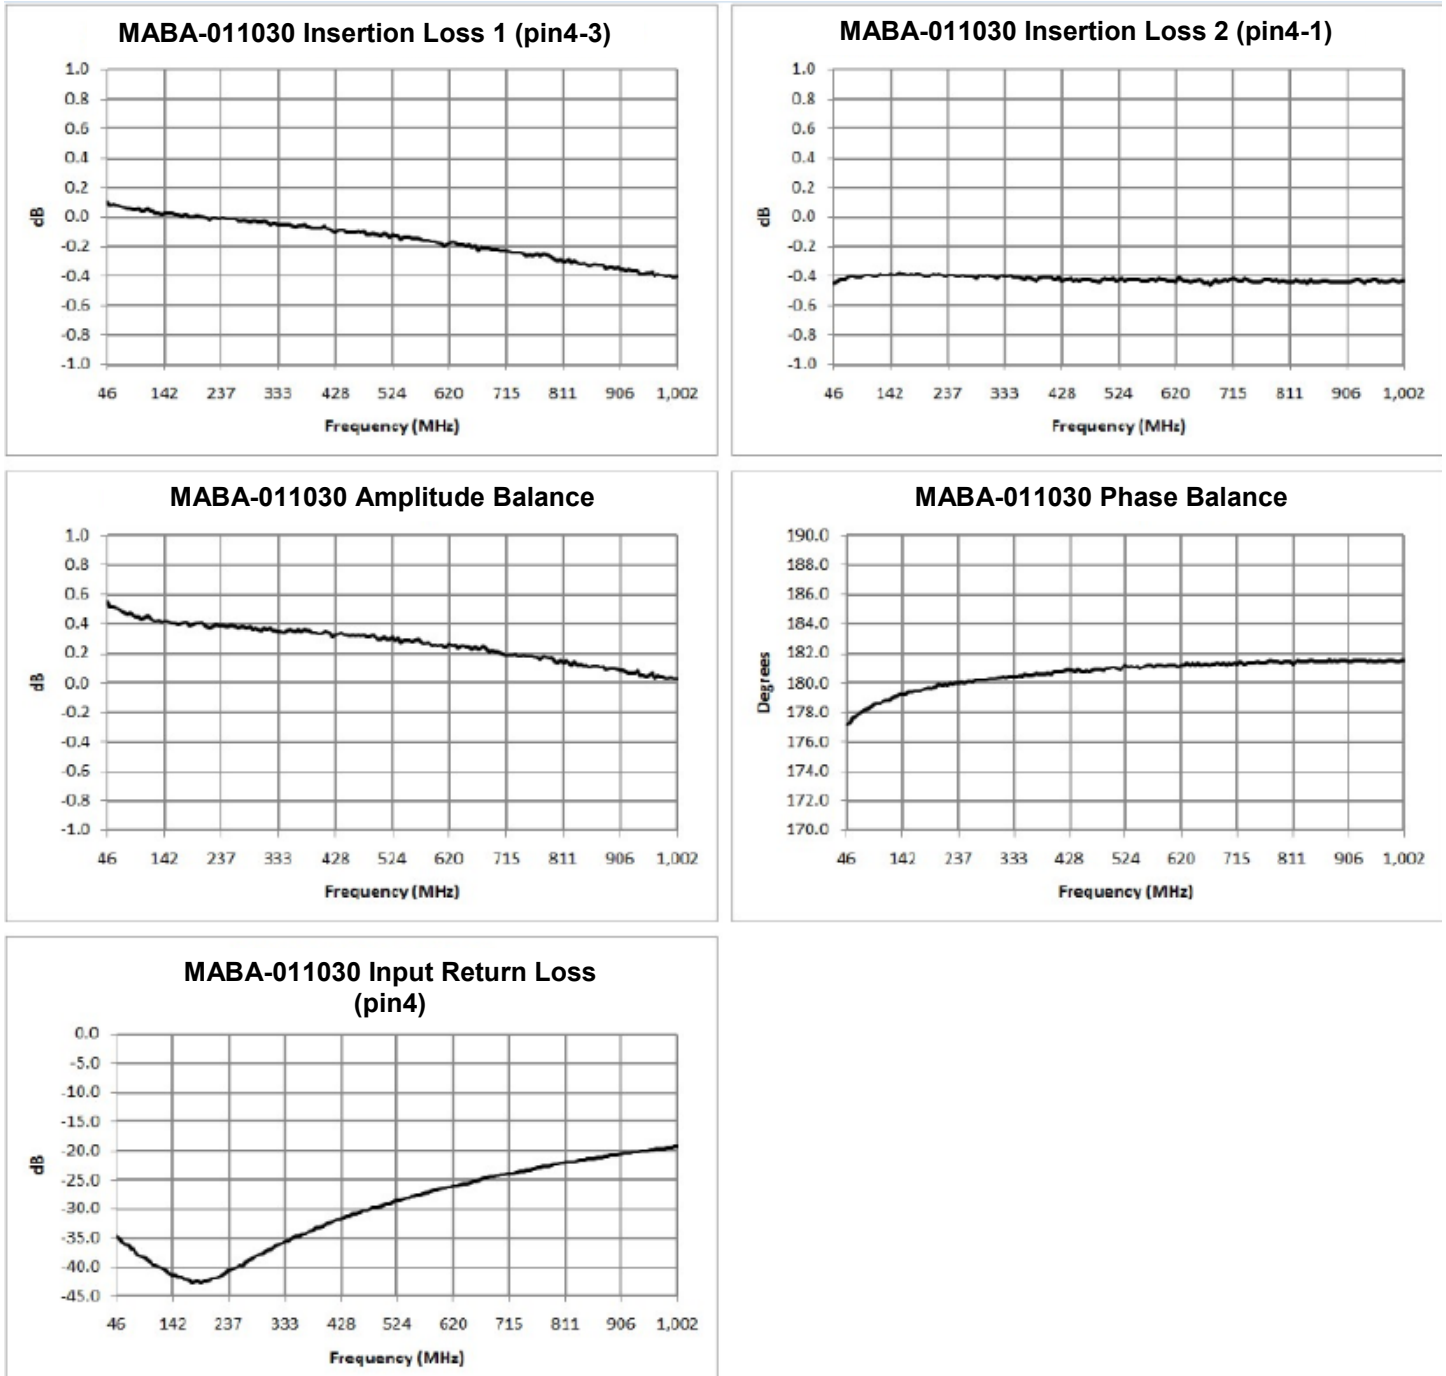 MABA-011030 Insertion Loss 1 (pin4-3)
1.0
0.8
0.6
0.4
0.2
0.0
-0.2
-0.4
-0.6
-0.8
-1.0
dB
46 142 237 333 428 524 620 715 811 906 1,002
Frequency (MHz)
MABA-011030 Insertion Loss 2 (pin4-1)
1.0
0.8
0.6
0.4
0.2
0.0
-0.2
-0.4
-0.6
-0.8
-1.0
dB
46 142 237 333 428 524 620 715 811 906 1,002
Frequency (MHz)
MABA-011030 Amplitude Balance
1.0
0.8
0.6
0.4
0.2
0.0
-0.2
-0.4
-0.6
-0.8
-1.0
dB
46 142 237 333 428 524 620 715 811 906 1,002
Frequency (MHz)
MABA-011030 Phase Balance
190.0
188.0
186.0
184.0
182.0
180.0
178.0
176.0
174.0
172.0
170.0
Degrees
46 142 237 333 428 524 620 715 811 906 1,002
Frequency (MHz)
MABA-011030 Input Return Loss
(pin4)
0.0
-5.0
-10.0
-15.0
-20.0
-25.0
-30.0
-35.0
-40.0
-45.0
dB
46 142 237 333 428 524 620 715 811 906 1,002
Frequency (MHz)